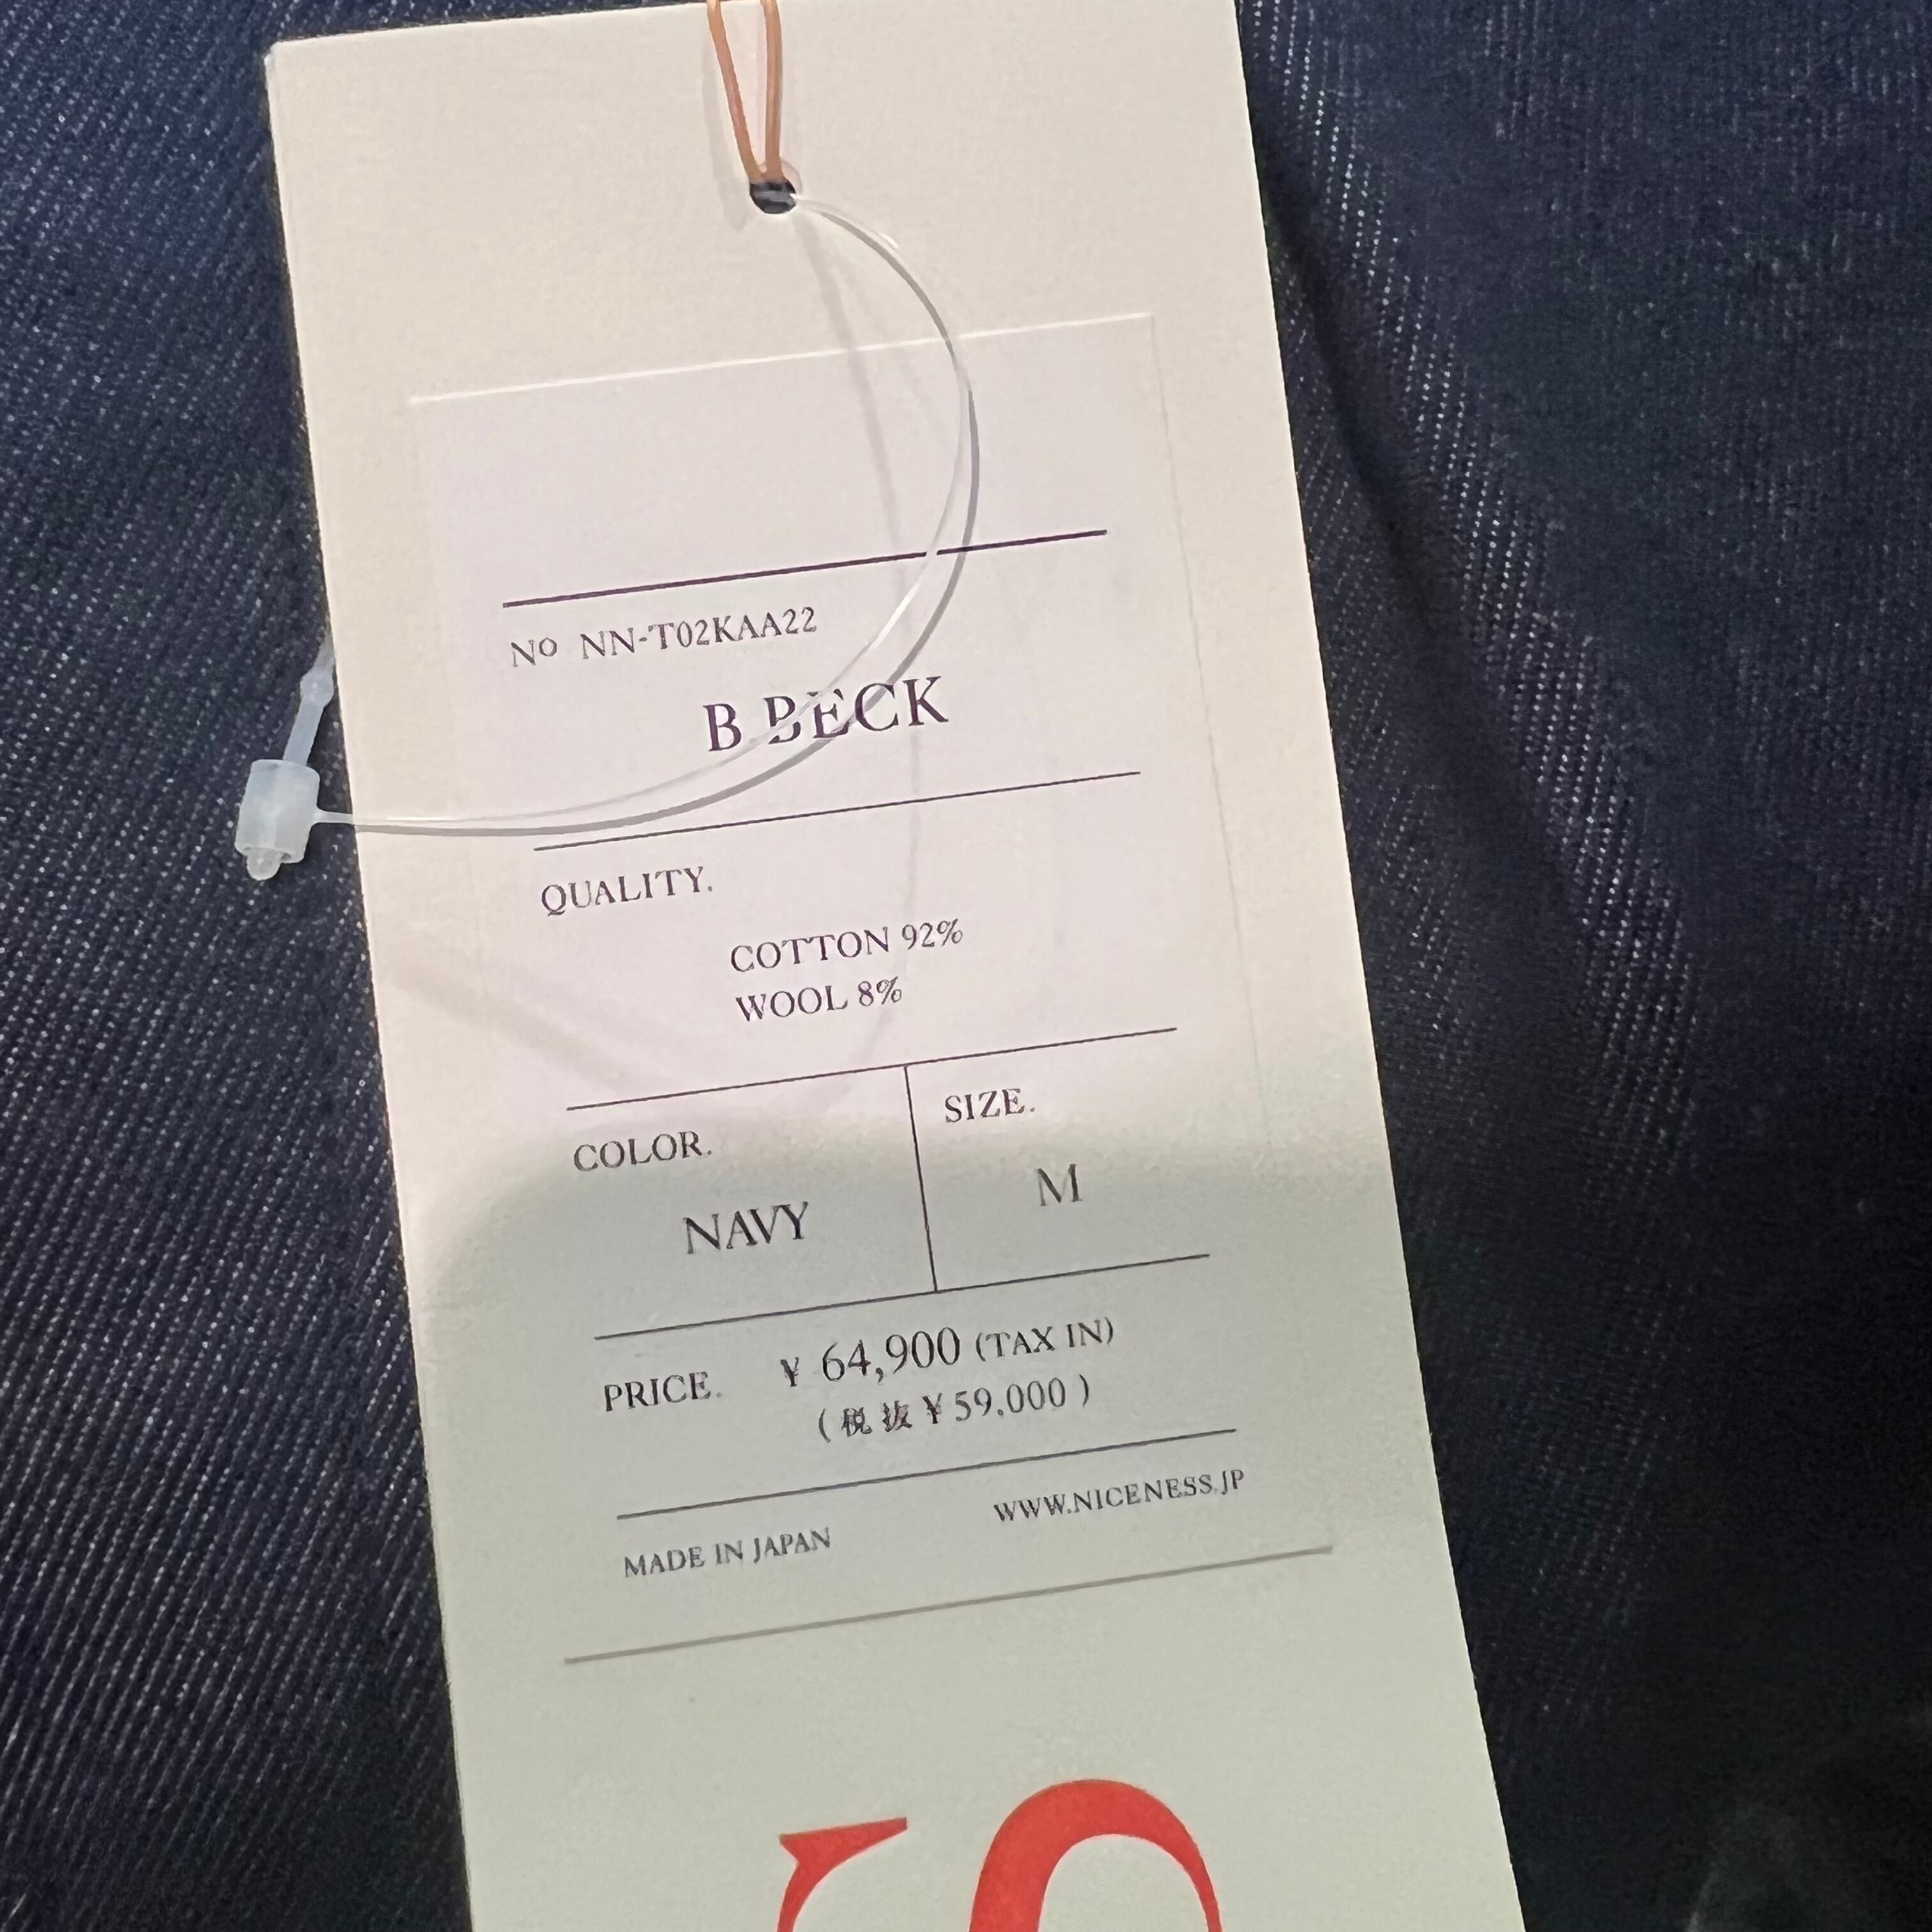 No NN-T02KAA22
B BECK
QUALITY.
COTTON 92%
WOOL 8%
COLOR.
NAVY
SIZE.
M
PRICE. ¥ 64,900 (TAX IN)
( 税抜 ¥ 59,000 )
MADE IN JAPAN
WWW.NICENESS.JP